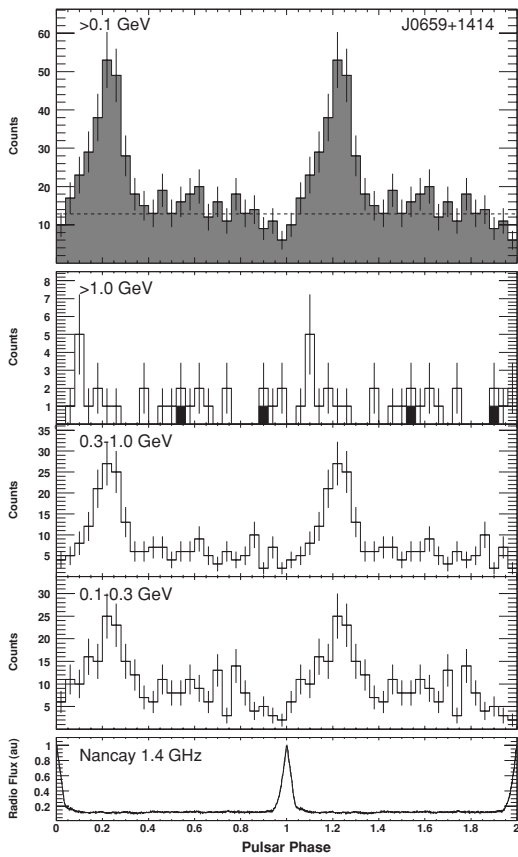 >0.1 GeV J0659+1414
60
50
40
30
20
10
Counts
>1.0 GeV
8
7
6
5
4
3
2
1
Counts
0.3-1.0 GeV
35
30
25
20
15
10
5
Counts
0.1-0.3 GeV
30
25
20
15
10
5
Counts
Nancay 1.4 GHz
1
0.8
0.6
0.4
0.2
Radio Flux (au)
0 0.2 0.4 0.6 0.8 1 1.2 1.4 1.6 1.8 2
Pulsar Phase